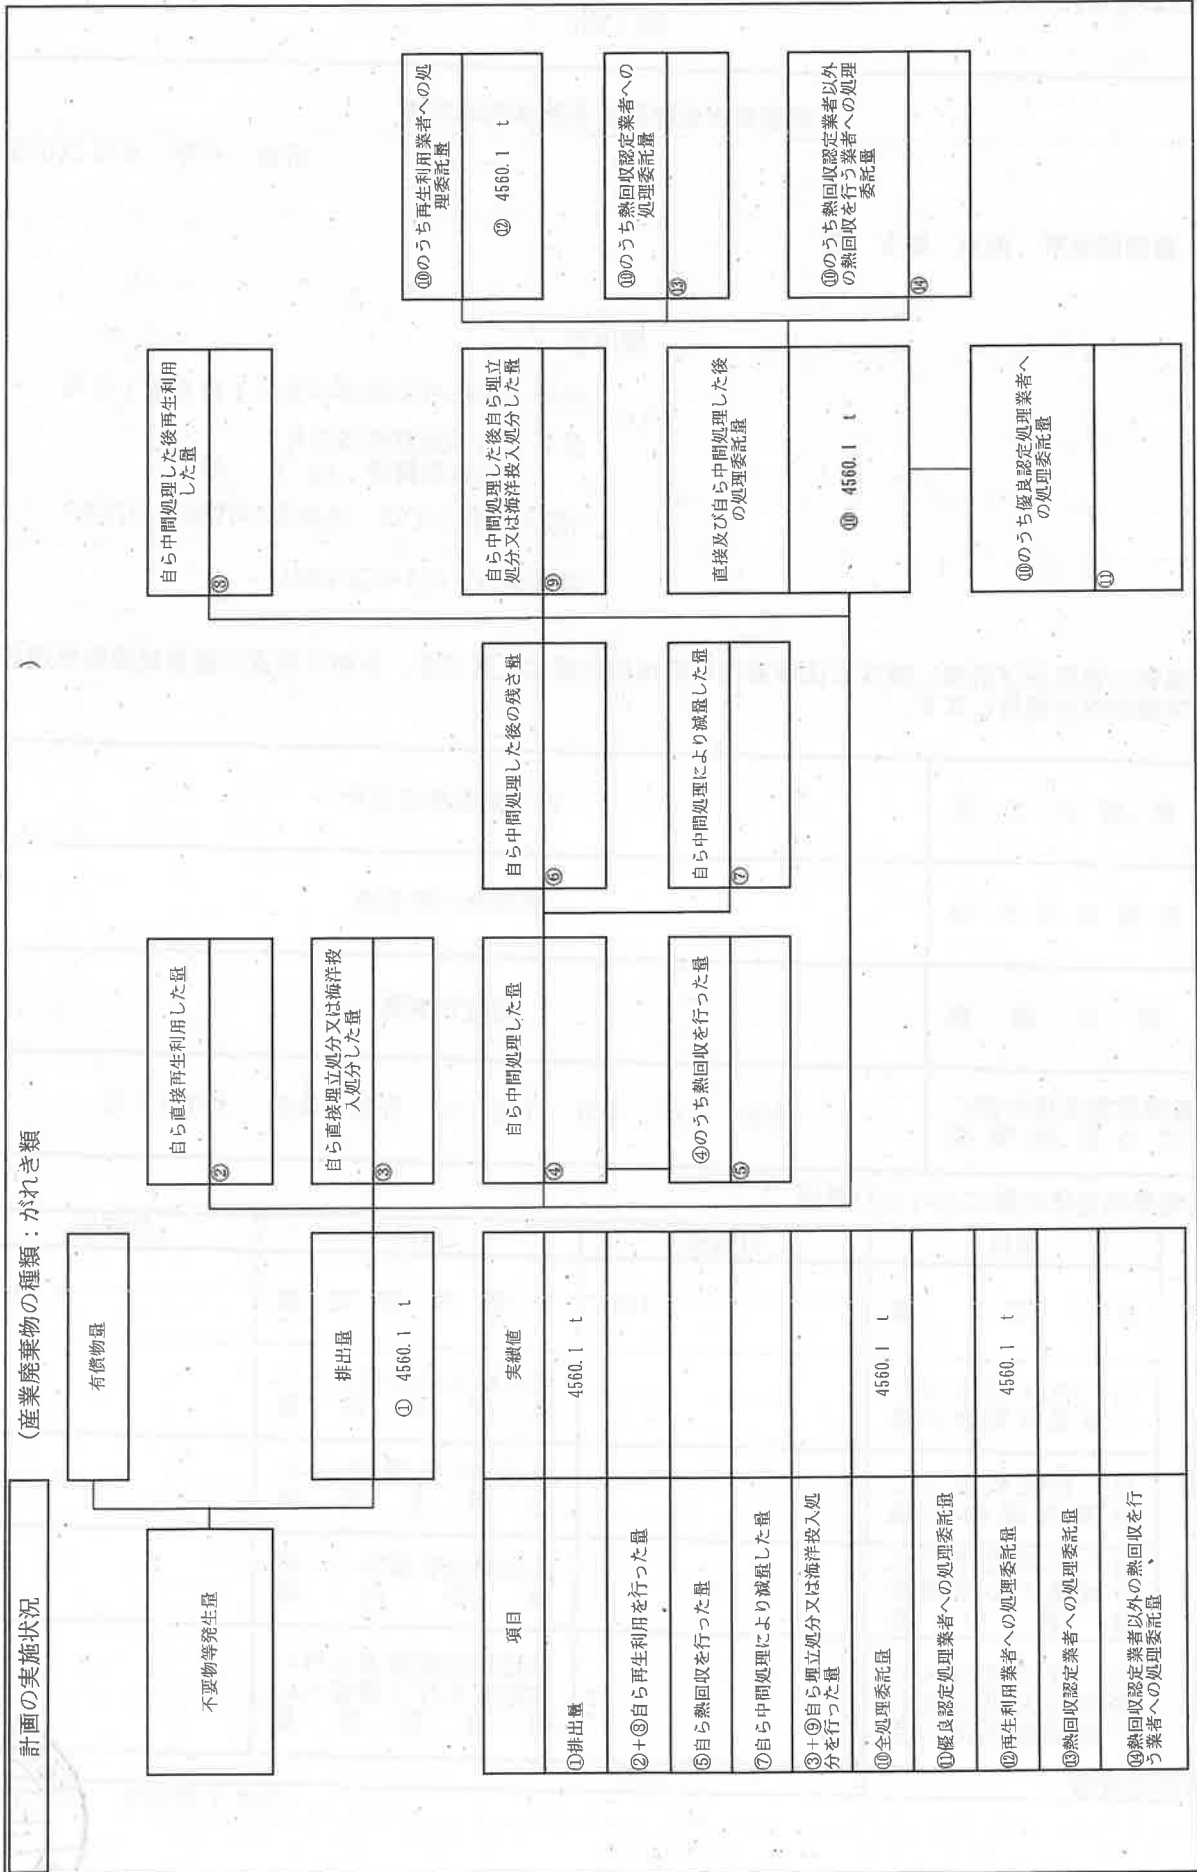 計画の実施状況
（産業廃棄物の種類：がれき類
）
不要物等発生量
有償物量
排出量
① 4560.1 t
自ら直接再生利用した量
②
自ら直接埋立処分又は海洋投
入処分した量
③
自ら中間処理した量
④
④のうち熱回収を行った量
⑤
自ら中間処理した後の残さ量
⑥
自ら中間処理により減量した量
⑦
自ら中間処理した後再生利用
した量
⑧
自ら中間処理した後自ら埋立
処分又は海洋投入処分した量
⑨
直接及び自ら中間処理した後
の処理委託量
⑩ 4560.1 t
⑩のうち優良認定処理業者へ
の処理委託量
⑪
⑩のうち再生利用業者への処
理委託量
⑫ 4560.1 t
⑩のうち熱回収認定業者への
処理委託量
⑬
⑩のうち熱回収認定業者以外
の熱回収を行う業者への処理
委託量
⑭
項目 実績値
①排出量 4560.1 t
②＋⑧自ら再生利用を行った量
⑤自ら熱回収を行った量
⑦自ら中間処理により減量した量
③＋⑨自ら埋立処分又は海洋投入処
分を行った量
⑩全処理委託量 4560.1 t
⑪優良認定処理業者への処理委託量
⑫再生利用業者への処理委託量 4560.1 t
⑬熱回収認定業者への処理委託量
⑭熱回収認定業者以外の熱回収を行
う業者への処理委託量